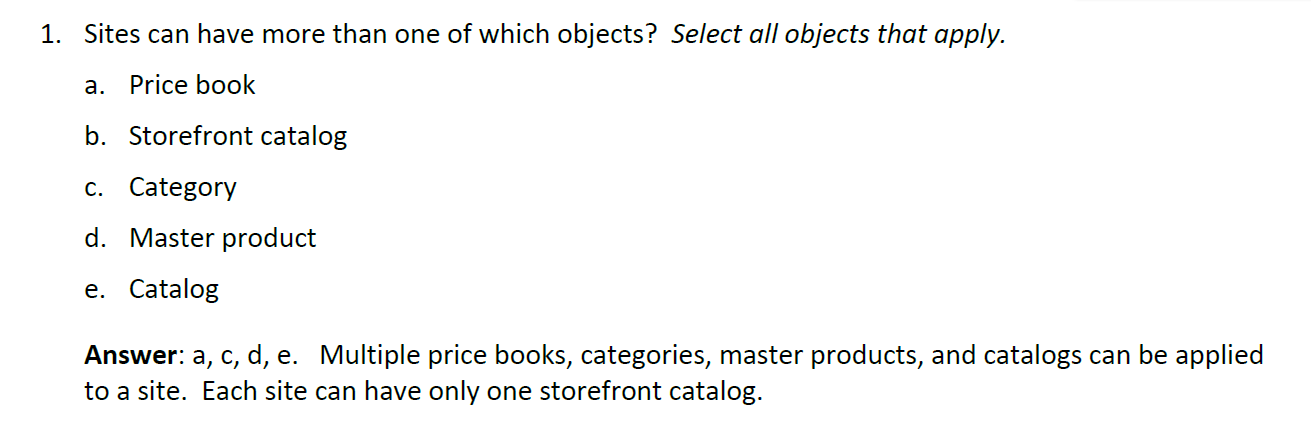 1. Sites can have more than one of which objects? Select all objects that apply.
a. Price book
b. Storefront catalog
c. Category
d. Master product
e. Catalog
Answer: a, c, d, e. Multiple price books, categories, master products, and catalogs can be applied
to a site. Each site can have only one storefront catalog.